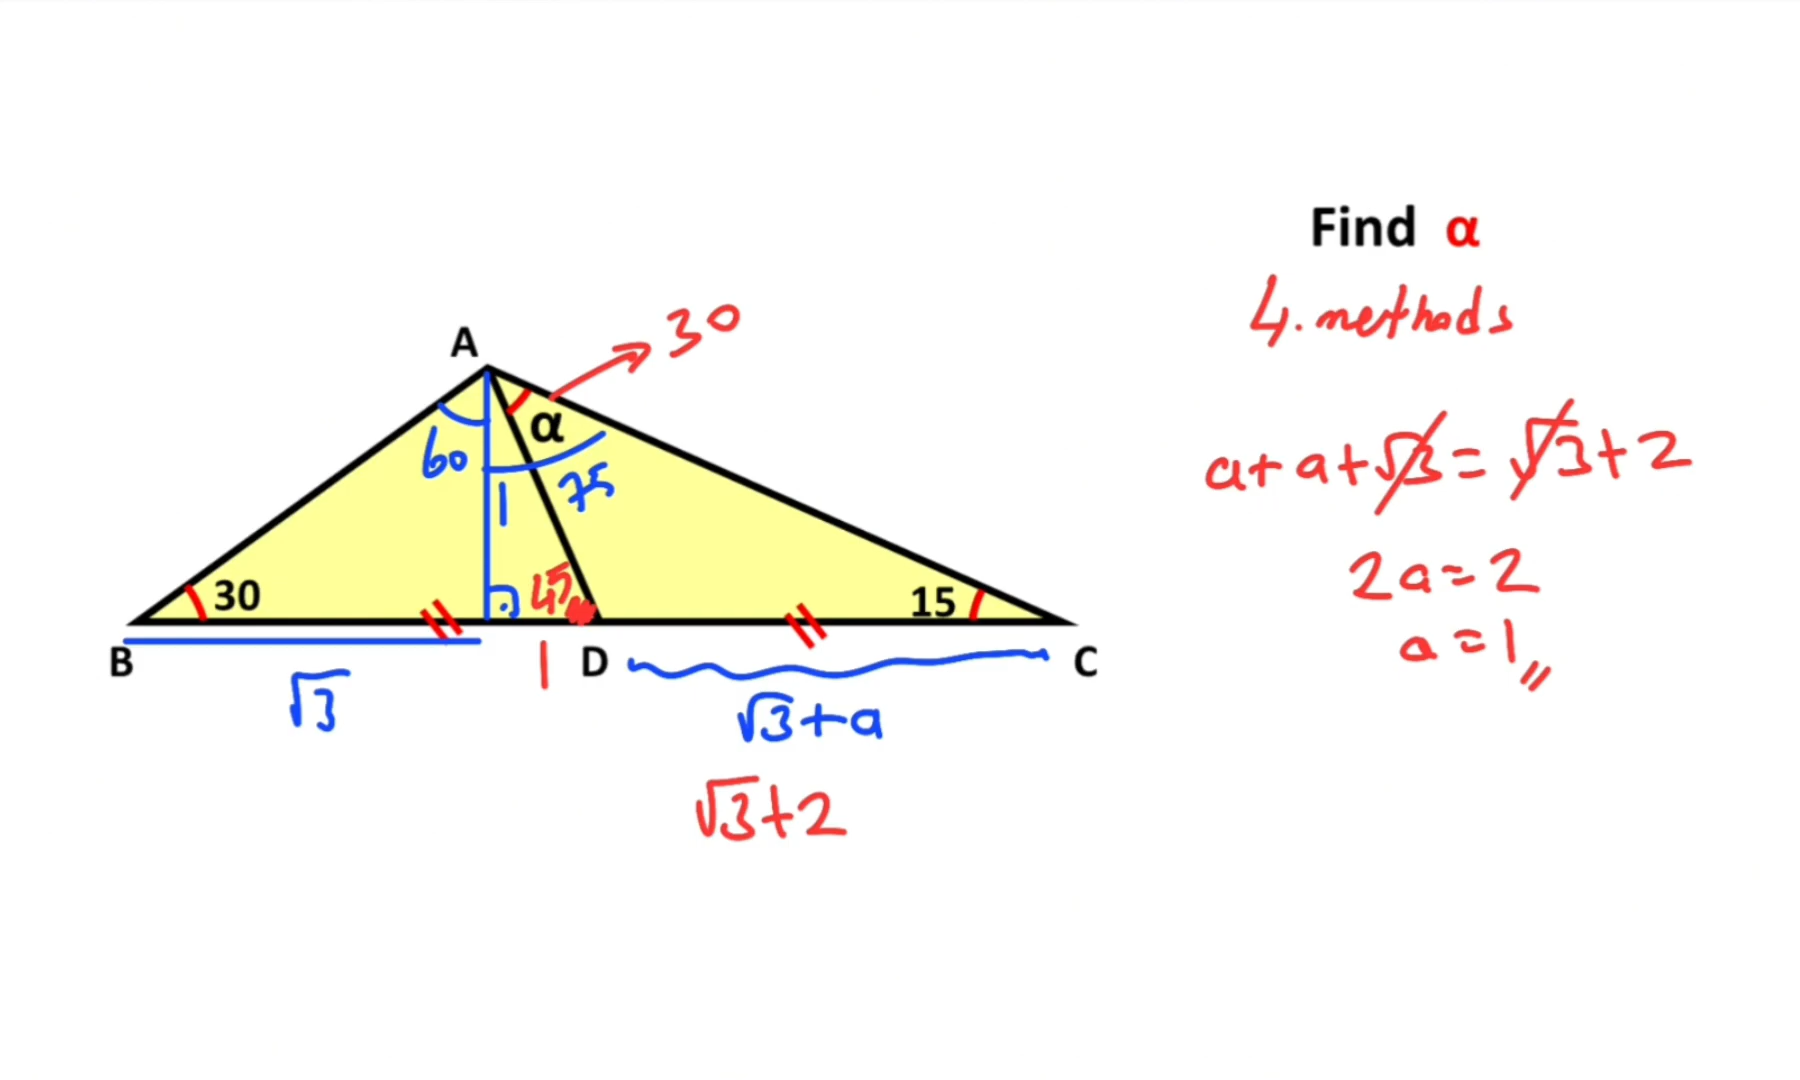 Find α
4. methods
A
30
α
60
75
1
a+a+√3=√3+2
2a=2
a=1
30
45
15
B
D
C
1
√3
√3+a
√3+2